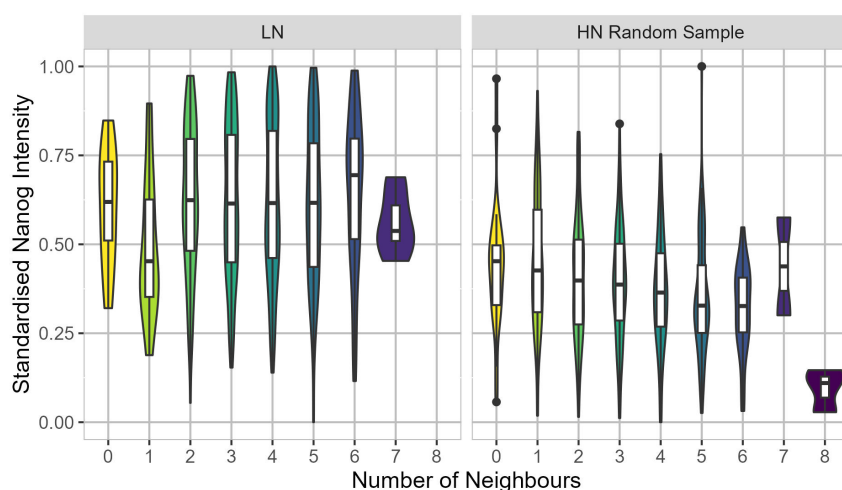 LN HN Random Sample
Standardised Nanog Intensity
1.00
0.75
0.50
0.25
0.00
0 1 2 3 4 5 6 7 8 0 1 2 3 4 5 6 7 8
Number of Neighbours